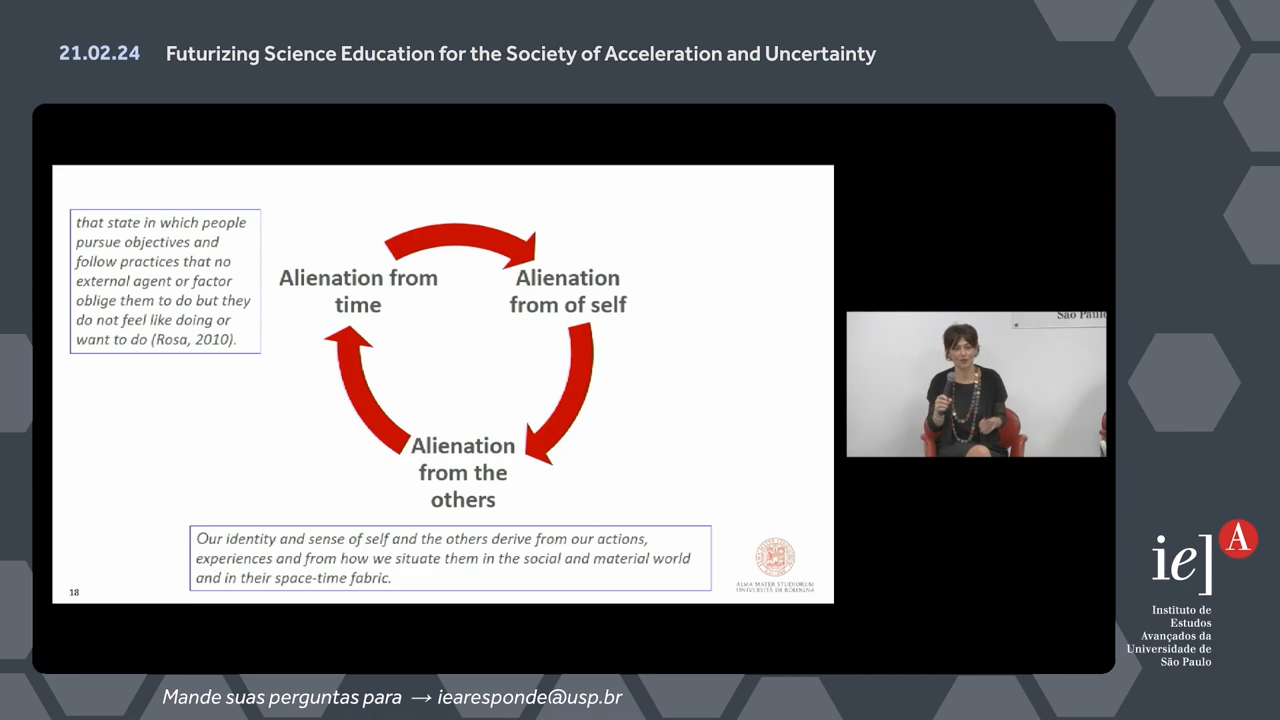 21.02.24 Futurizing Science Education for the Society of Acceleration and Uncertainty
that state in which people
pursue objectives and
follow practices that no
external agent or factor
oblige them to do but they
do not feel like doing or
want to do (Rosa, 2010).
Alienation from
time
Alienation
from of self
Alienation
from the
others
Our identity and sense of self and the others derive from our actions,
experiences and from how we situate them in the social and material world
and in their space-time fabric.
18
ALMA MATER STUDIORUM
UNIVERSITÀ DI BOLOGNA
São Paulo
ie] A
Instituto de
Estudos
Avançados da
Universidade de
São Paulo
Mande suas perguntas para → iearesponde@usp.br